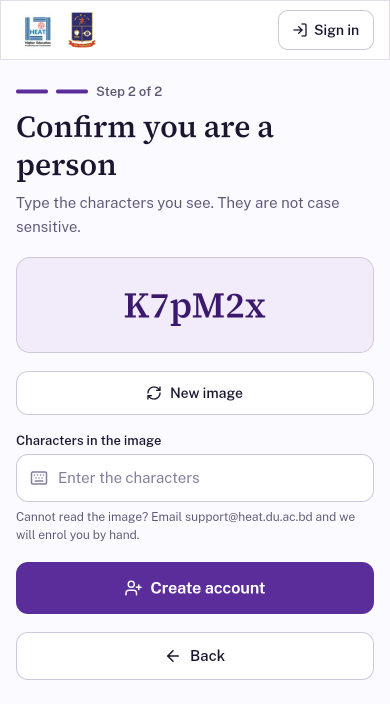 HEAT
Sign in
Step 2 of 2
Confirm you are a
person
Type the characters you see. They are not case
sensitive.
K7pM2x
New image
Characters in the image
Enter the characters
Cannot read the image? Email support@heat.du.ac.bd and we
will enrol you by hand.
Create account
Back